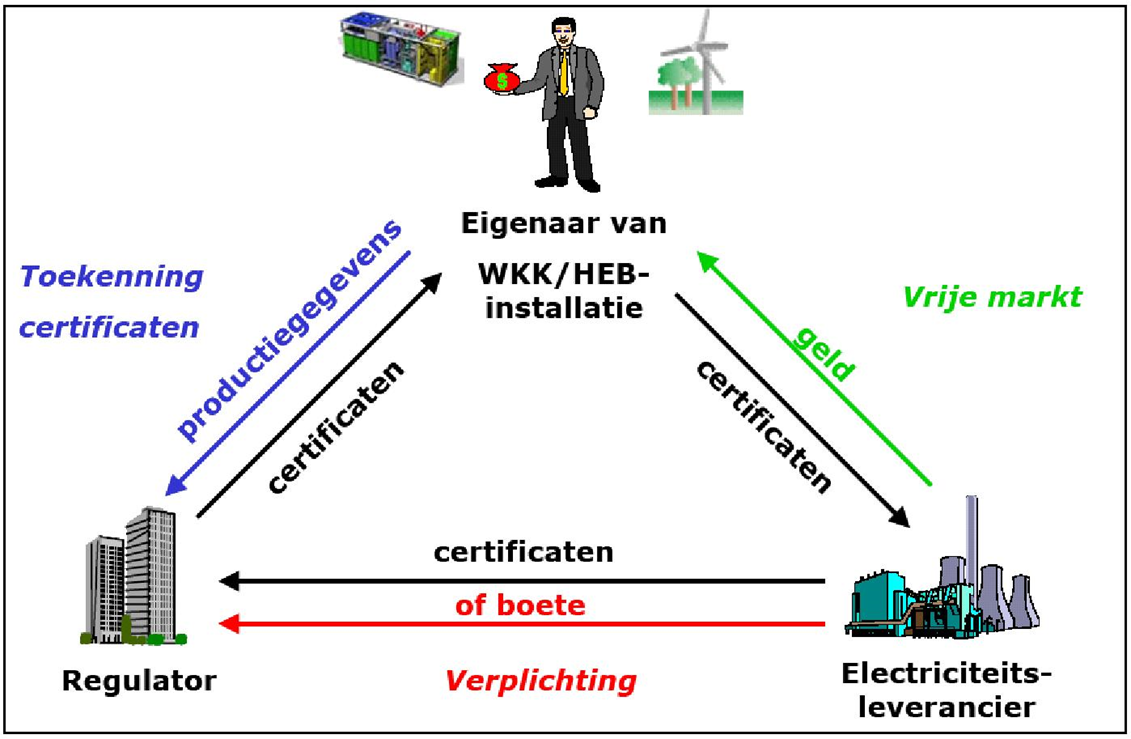 Eigenaar van
WKK/HEB-
installatie
Toekenning
certificaten
productiegegevens
certificaten
Vrije markt
geld
certificaten
certificaten
of boete
Verplichting
Regulator
Electriciteits-
leverancier
$